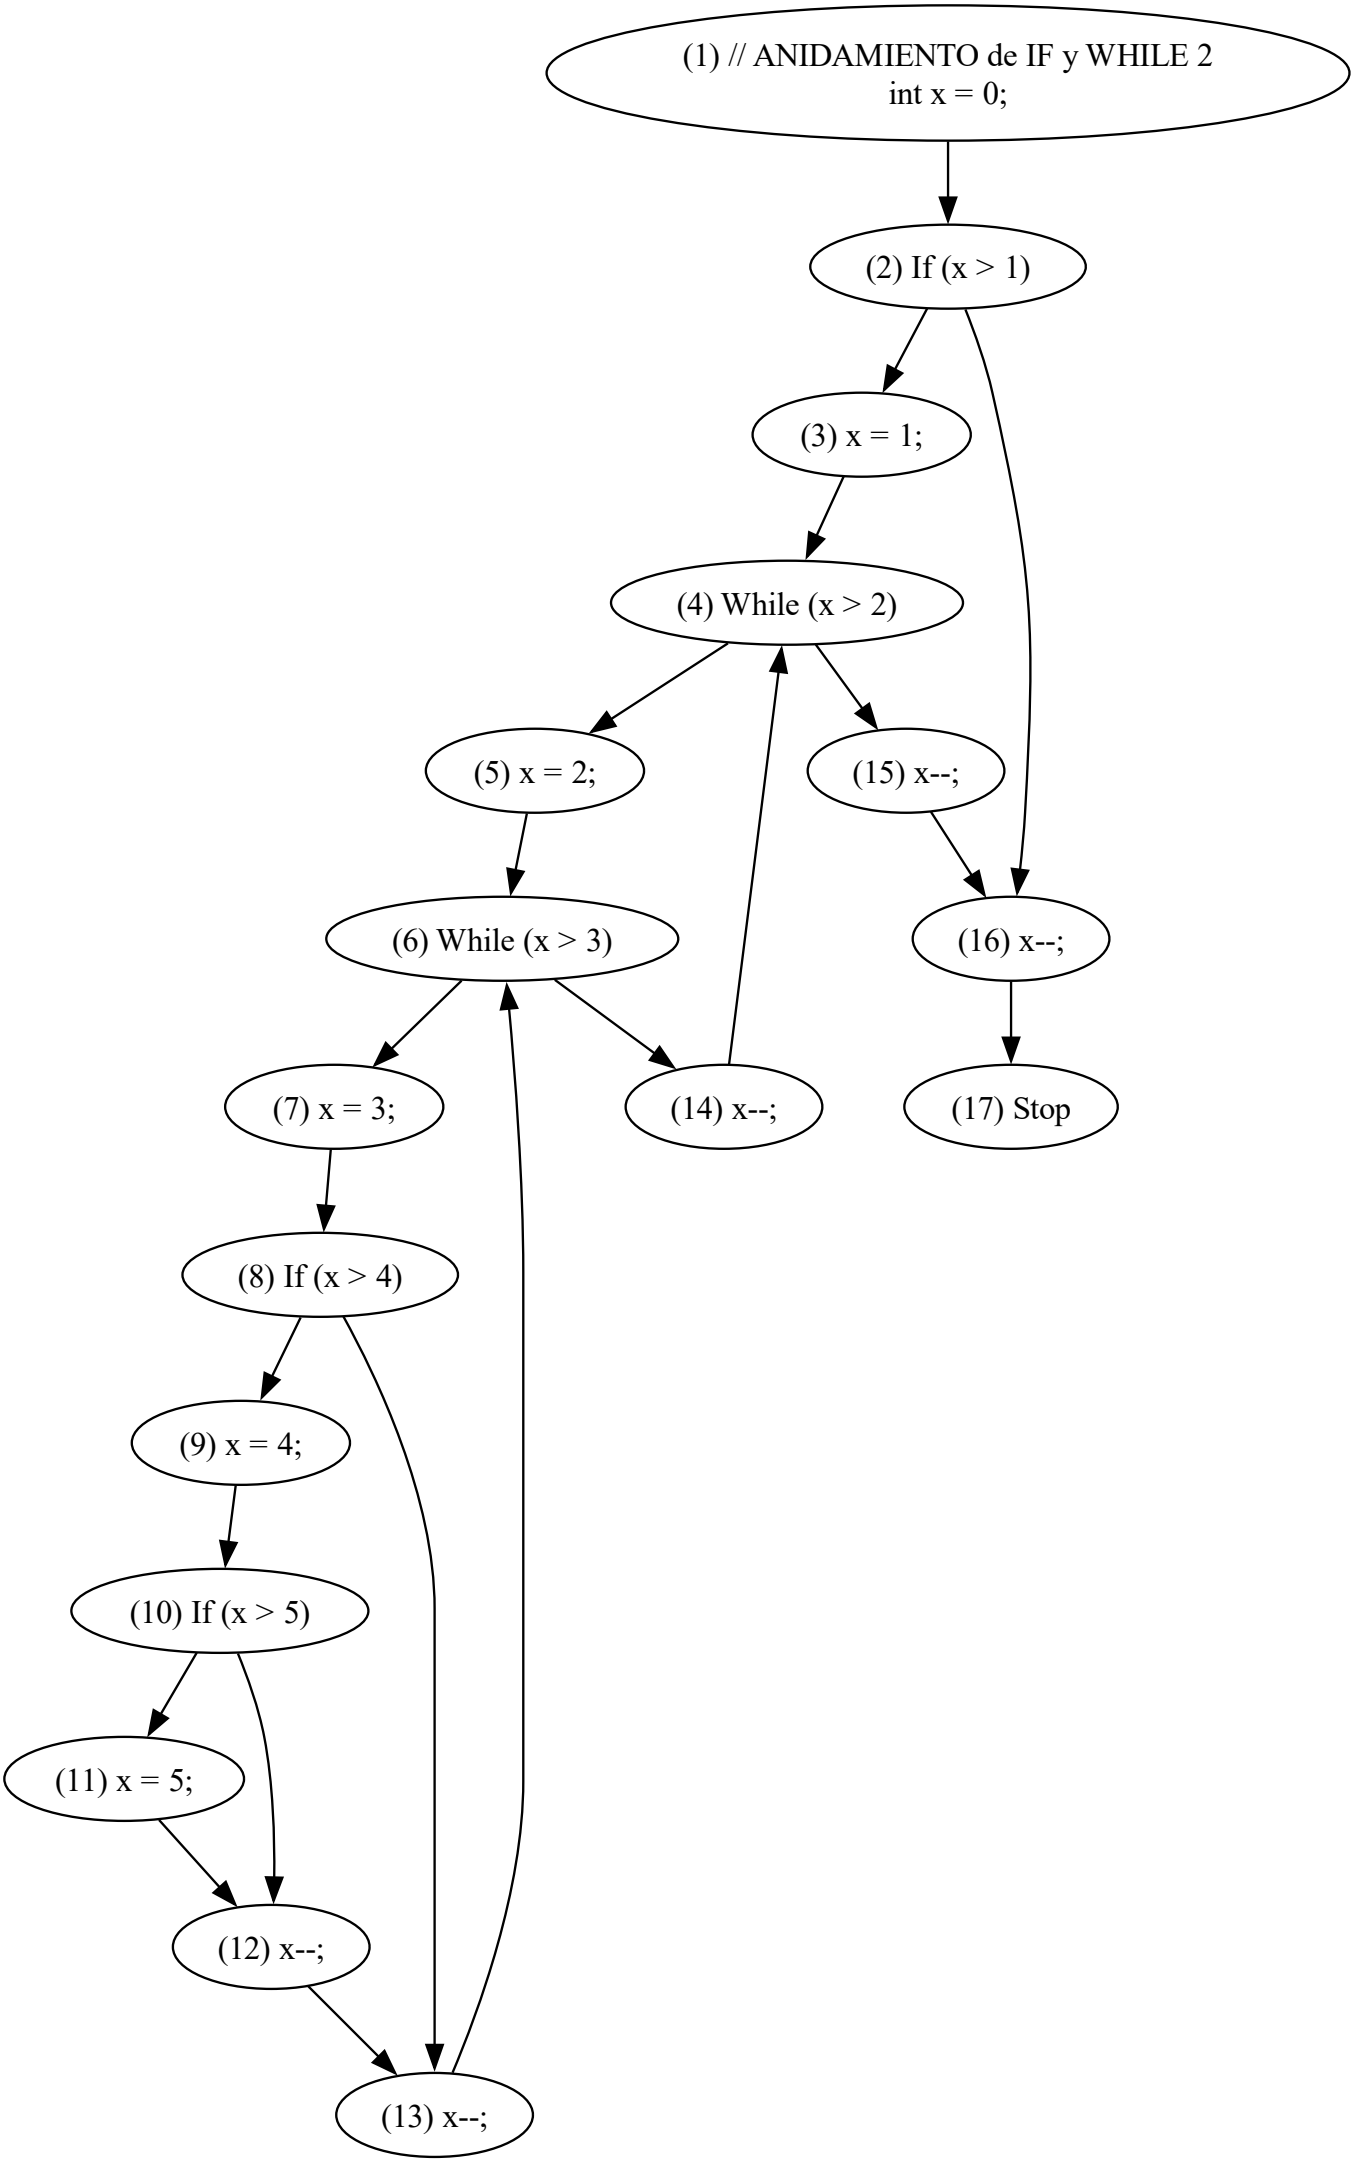 (1) // ANIDAMIENTO de IF y WHILE 2
int x = 0;
(2) If (x > 1)
(3) x = 1;
(4) While (x > 2)
(5) x = 2;
(15) x--;
(6) While (x > 3)
(16) x--;
(7) x = 3;
(14) x--;
(17) Stop
(8) If (x > 4)
(9) x = 4;
(10) If (x > 5)
(11) x = 5;
(12) x--;
(13) x--;